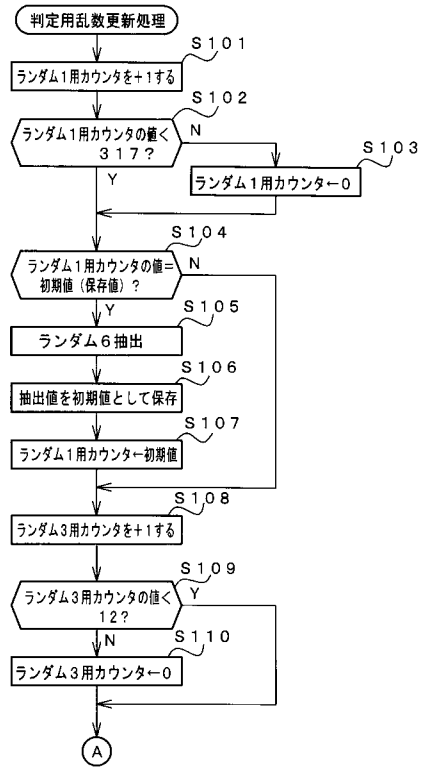 判定用乱数更新処理
S101
ランダム1用カウンタを+1する
S102
ランダム1用カウンタの値<
317?
N
Y
S103
ランダム1用カウンタ←0
S104
ランダム1用カウンタの値=
初期値(保存値)?
N
Y
S105
ランダム6抽出
S106
抽出値を初期値として保存
S107
ランダム1用カウンタ←初期値
S108
ランダム3用カウンタを+1する
S109
ランダム3用カウンタの値<
12?
Y
N
S110
ランダム3用カウンタ←0
A